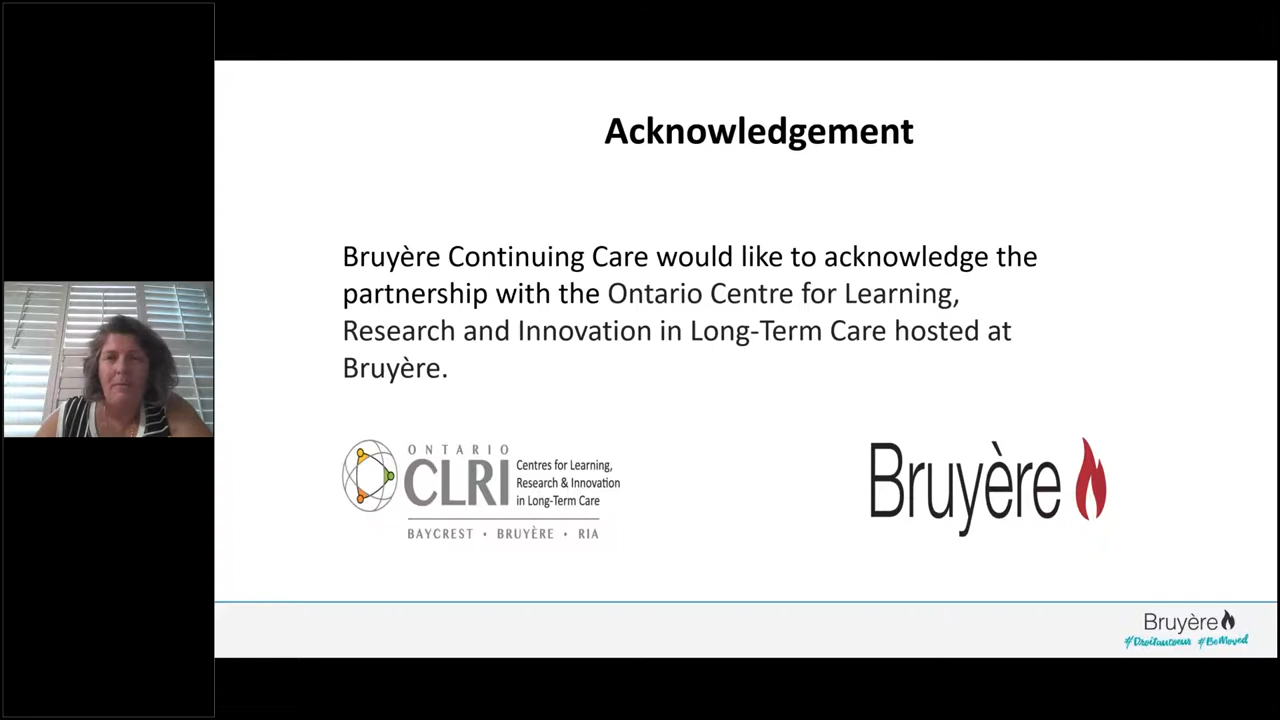 Acknowledgement
Bruyère Continuing Care would like to acknowledge the
partnership with the Ontario Centre for Learning,
Research and Innovation in Long-Term Care hosted at
Bruyère.
ONTARIO
CLRI
Centres for Learning,
Research & Innovation
in Long-Term Care
BAYCREST • BRUYÈRE • RIA
Bruyère
Bruyère
#Droitaucoeur #BeMoved